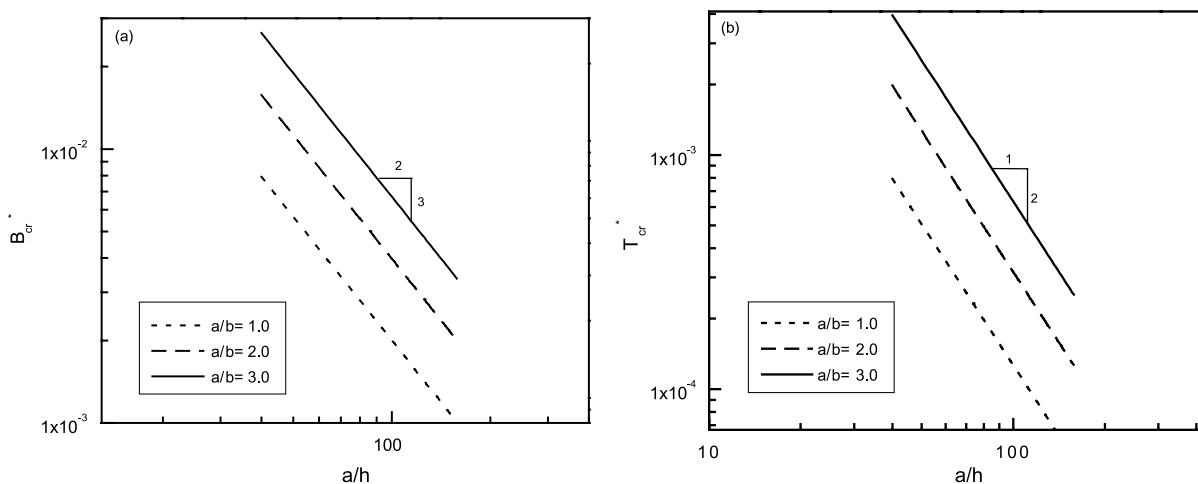 (a)
1x10⁻²
1x10⁻³
B_cr^*
2
3
a/b= 1.0
a/b= 2.0
a/b= 3.0
100
a/h
(b)
1x10⁻³
1x10⁻⁴
T_cr^*
1
2
a/b= 1.0
a/b= 2.0
a/b= 3.0
10
100
a/h